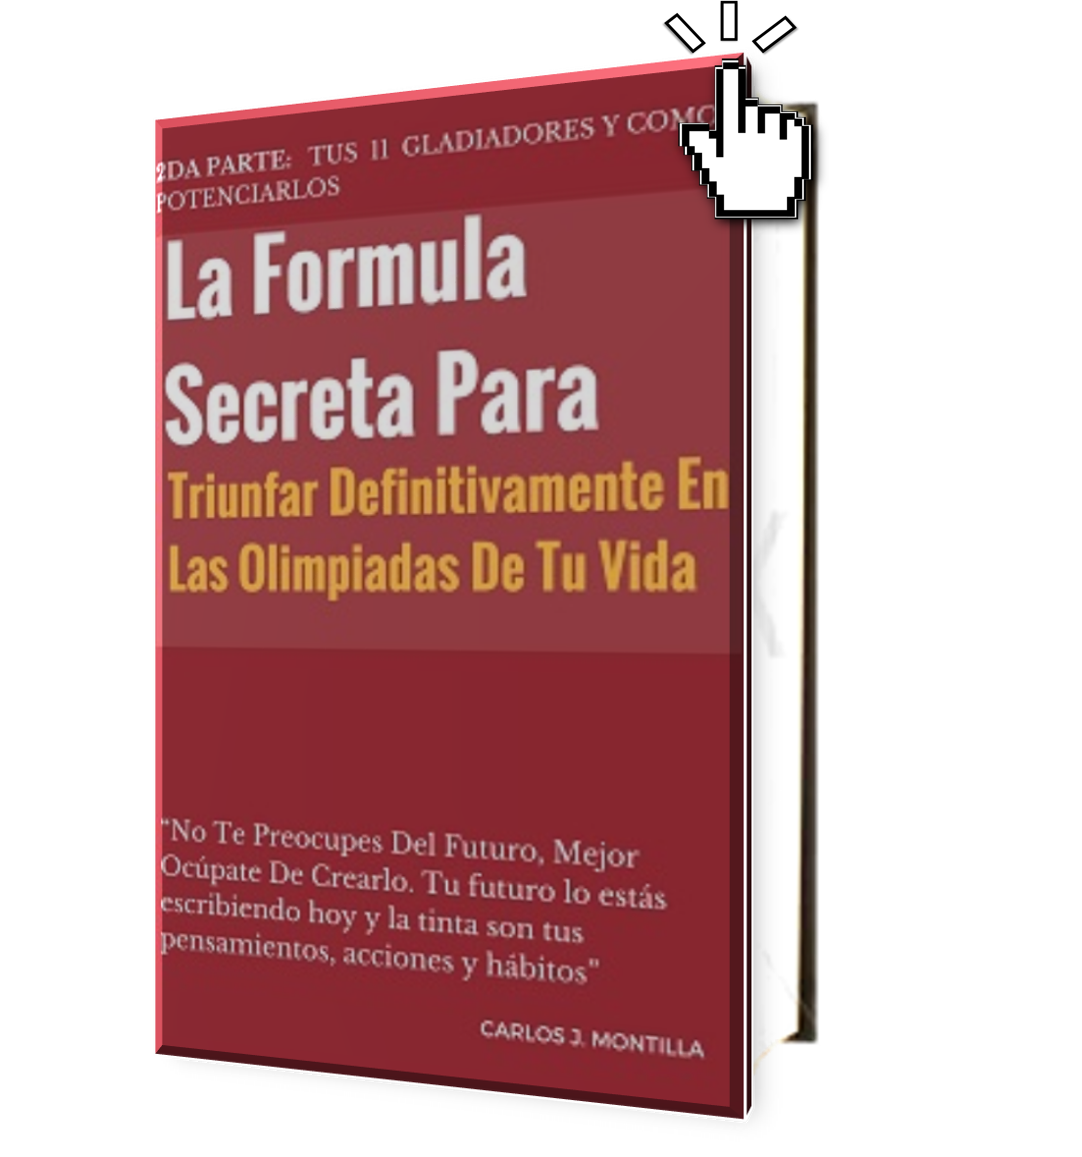 2DA PARTE: TUS 11 GLADIADORES Y COMO
POTENCIARLOS
La Formula
Secreta Para
Triunfar Definitivamente En
Las Olimpiadas De Tu Vida
“No Te Preocupes Del Futuro, Mejor
Ocúpate De Crearlo. Tu futuro lo estás
escribiendo hoy y la tinta son tus
pensamientos, acciones y hábitos"
CARLOS J. MONTILLA